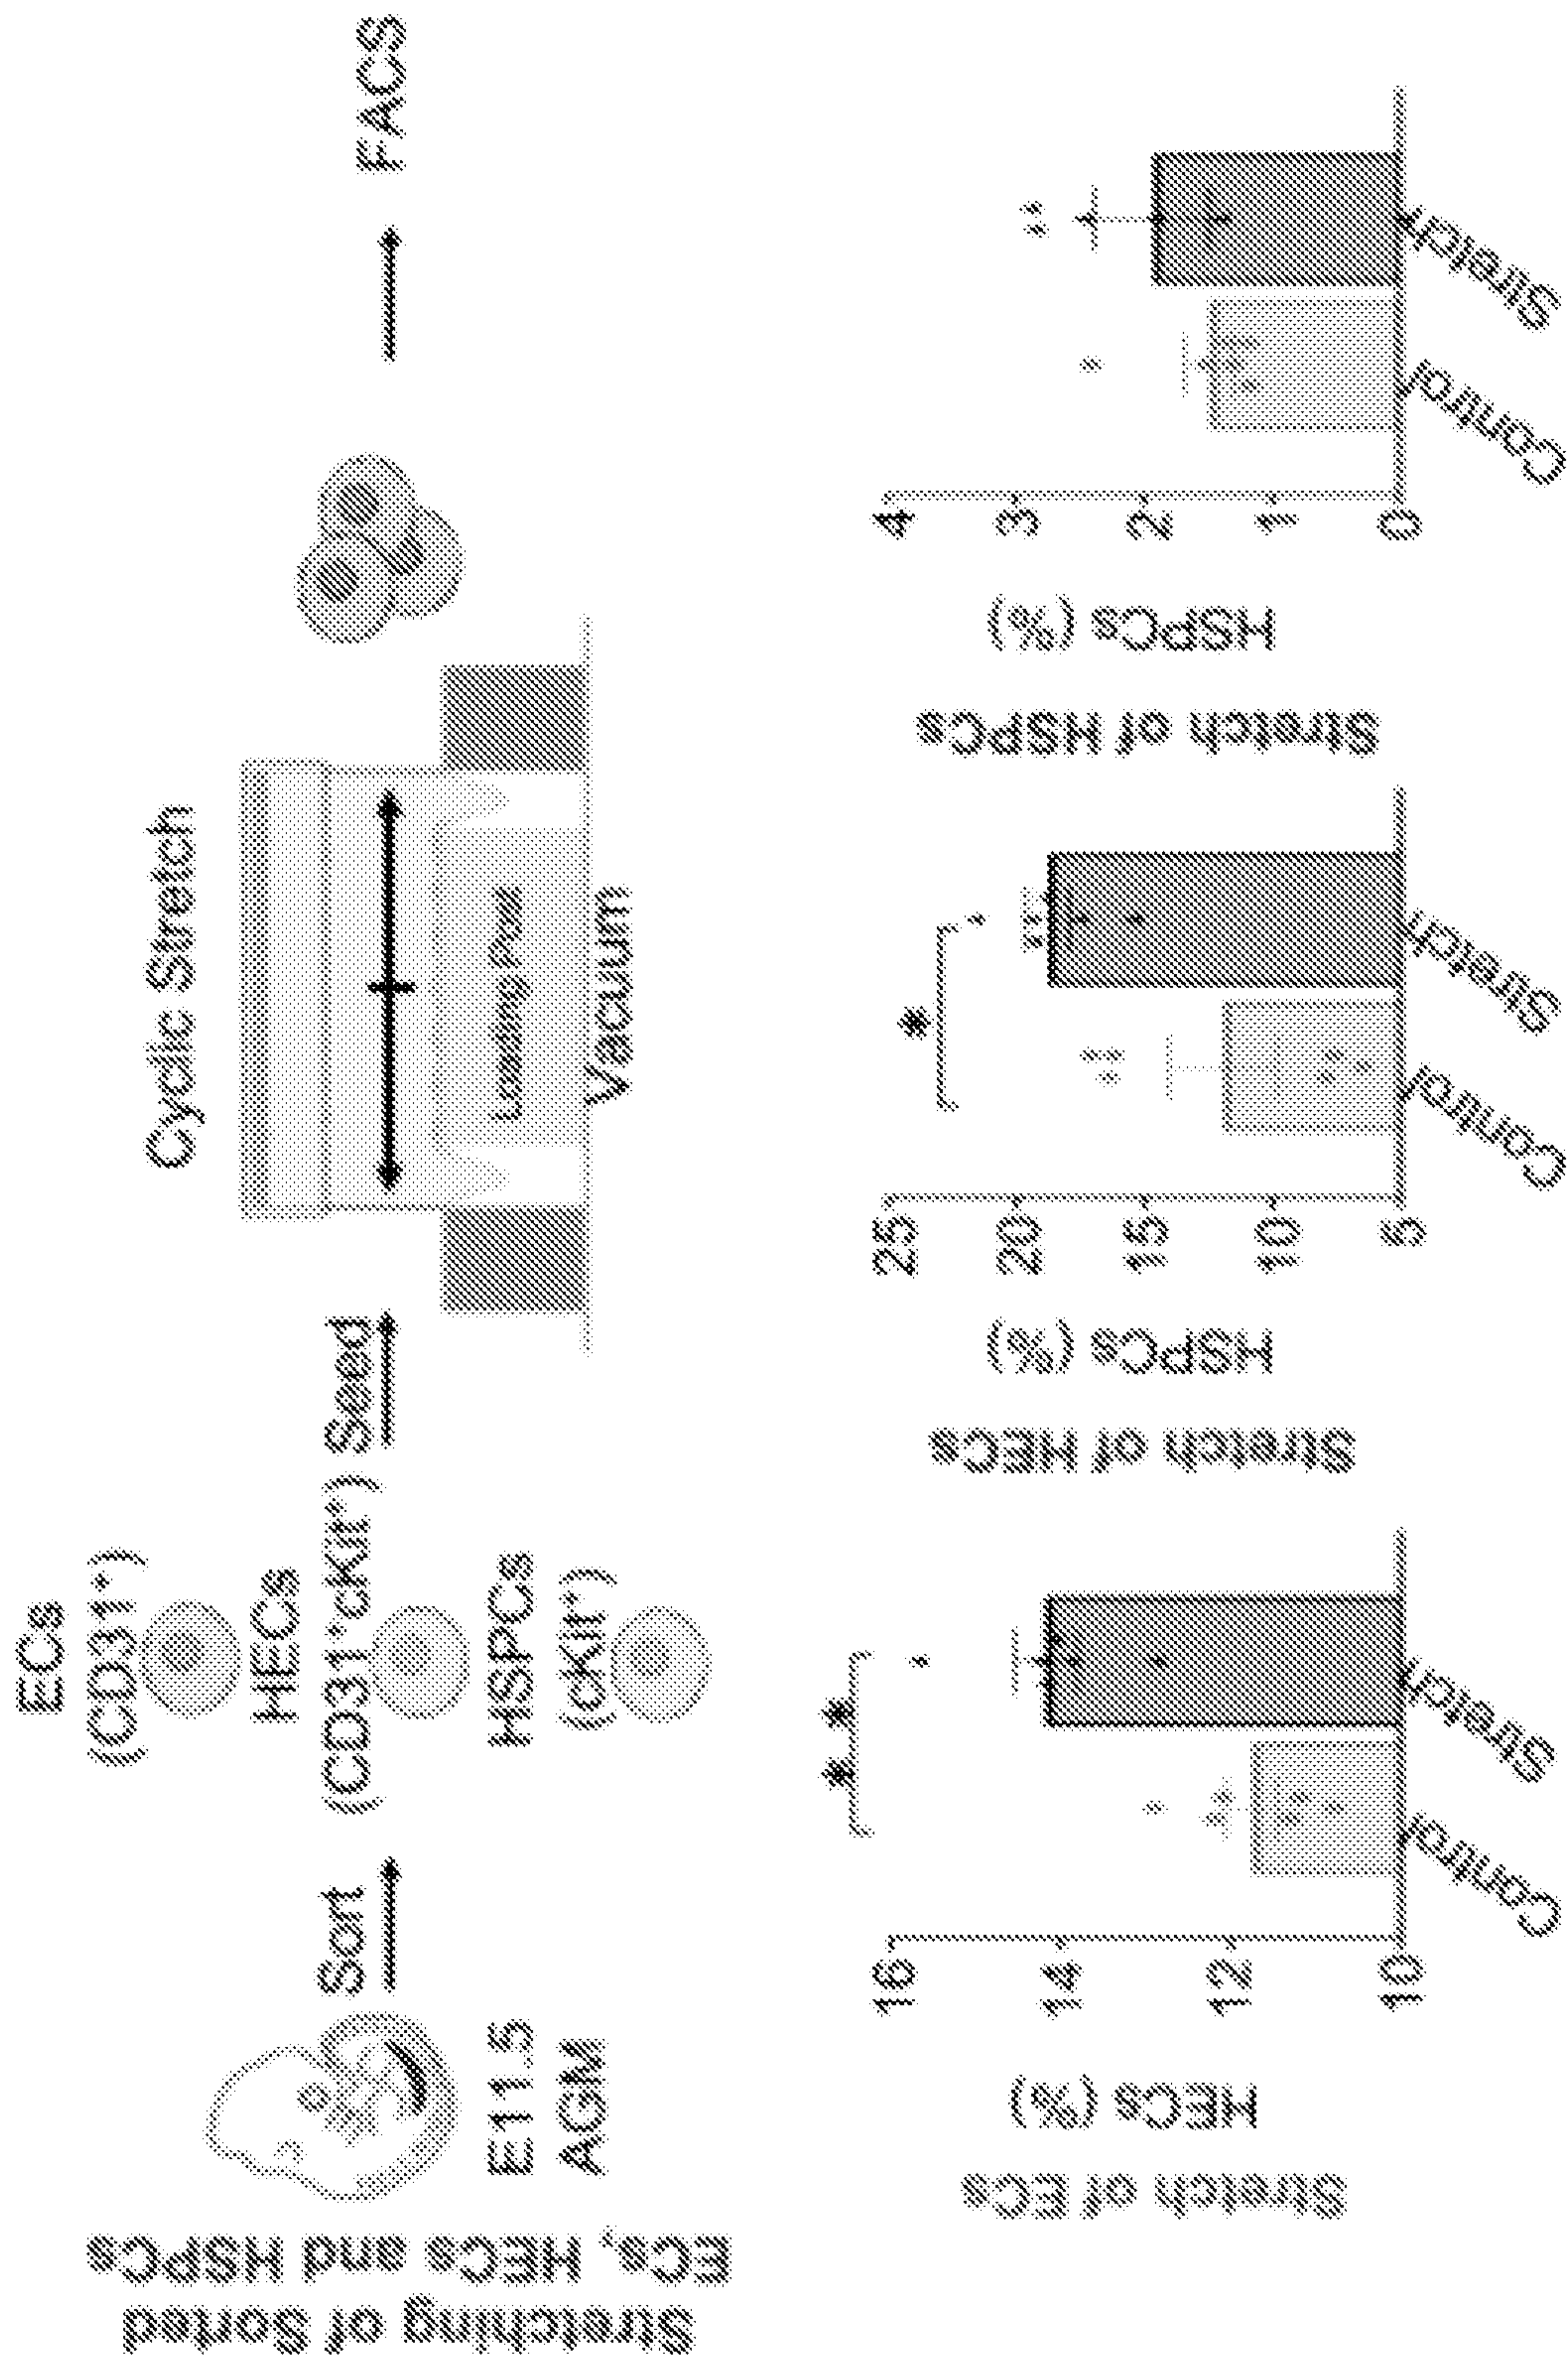 Stretching of Sorted
ECs, HECs and HSPCs
E11.5
AGM
Sort
ECs
(CD31⁺)
HECs
(CD31⁺cKit⁺)
HSPCs
(cKit⁺)
Seed
Cyclic Stretch
Loading Post
Vacuum
FACS
Stretch of ECs
HECs (%)
16
14
12
10
**
Control
Stretch
Stretch of HECs
HSPCs (%)
25
20
15
10
5
*
Control
Stretch
Stretch of HSPCs
HSPCs (%)
4
3
2
1
0
Control
Stretch